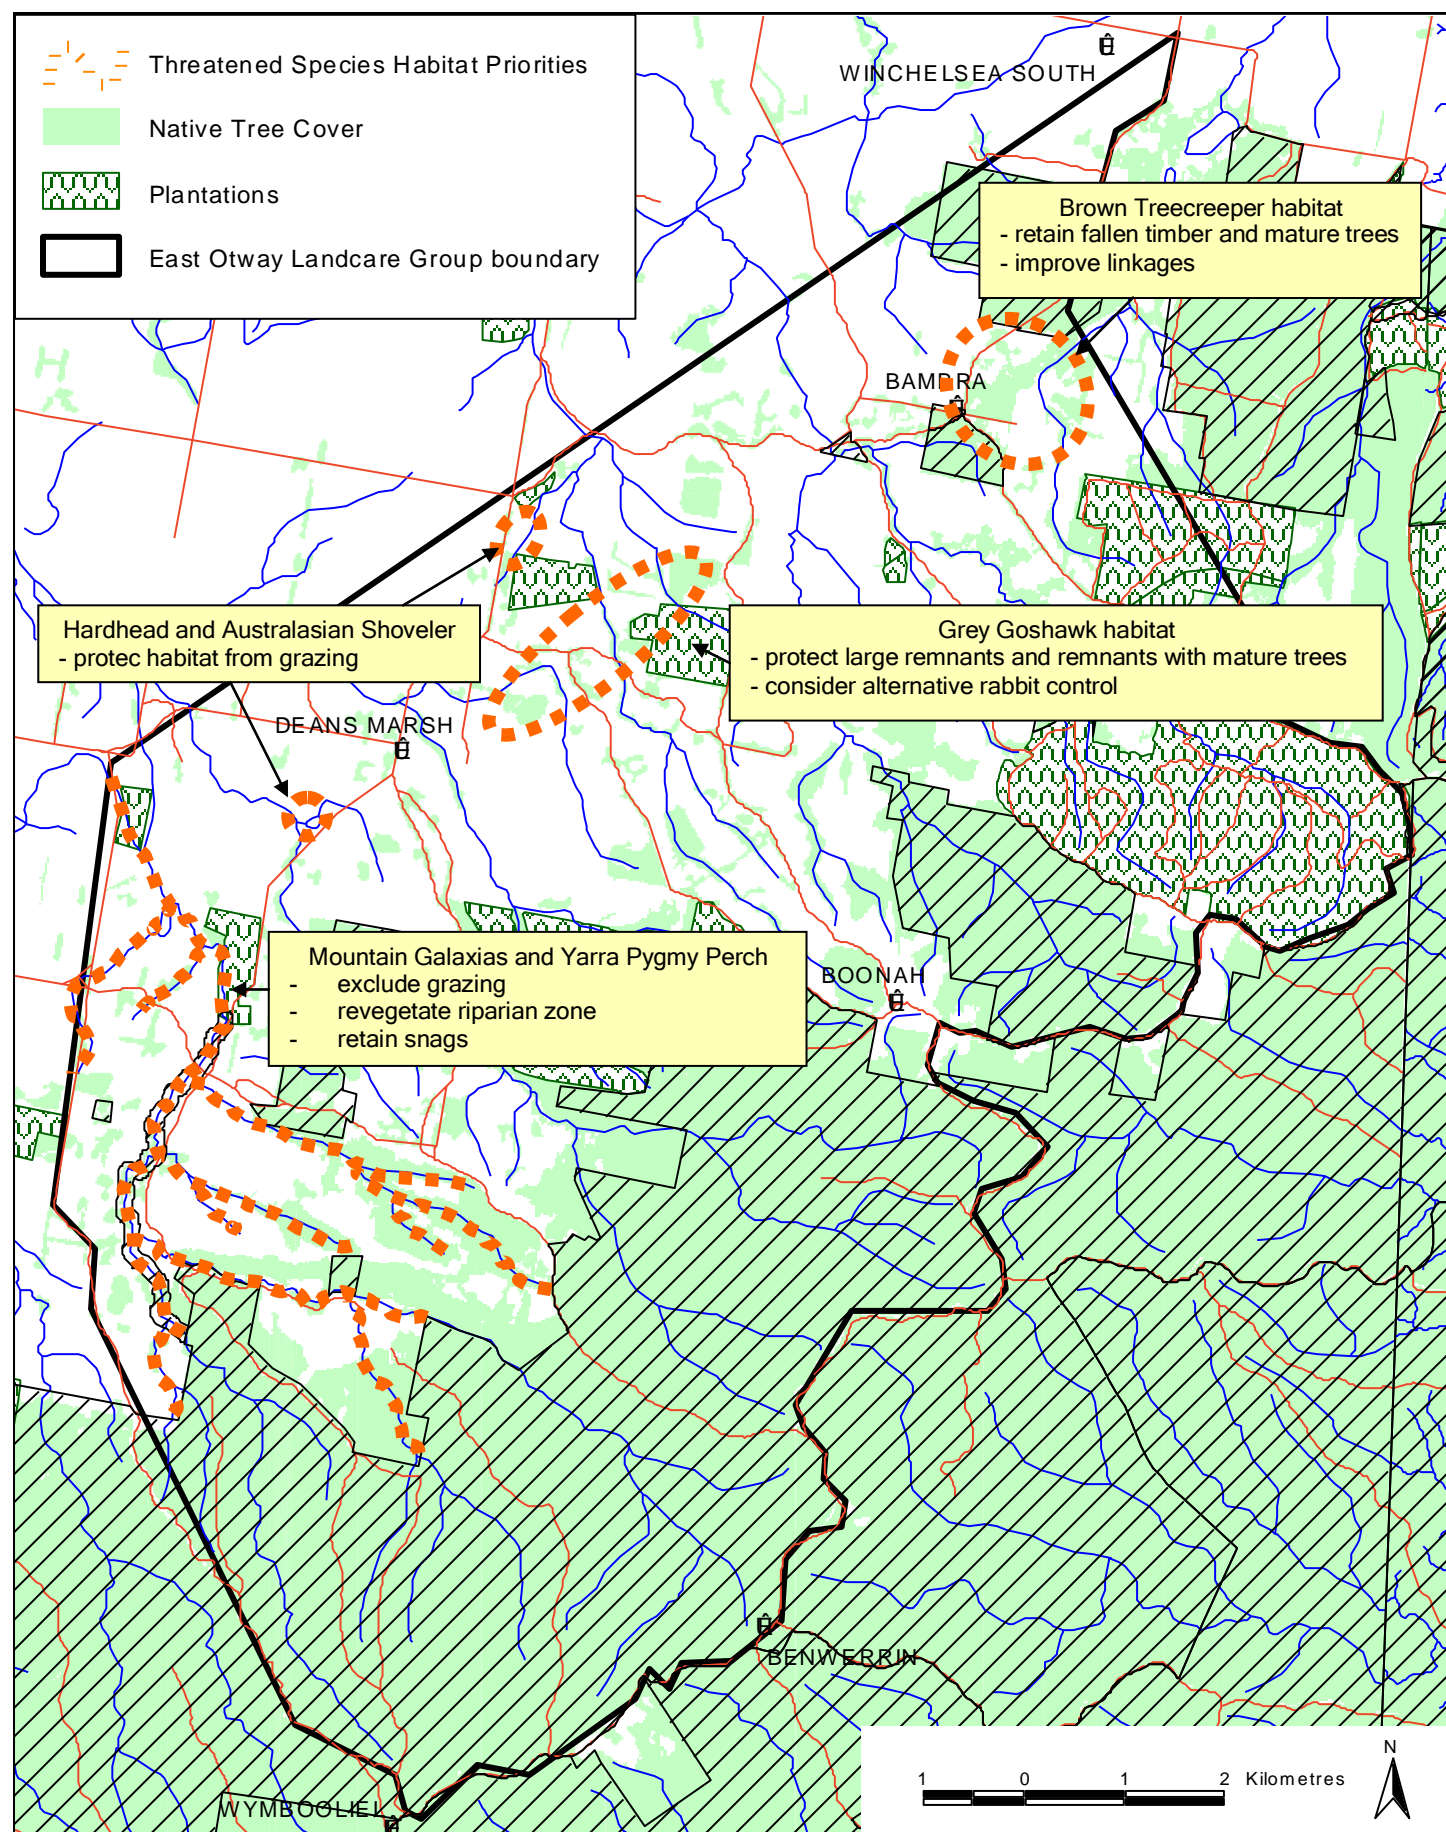 Threatened Species Habitat Priorities
Native Tree Cover
Plantations
East Otway Landcare Group boundary
WINCHELSEA SOUTH
Brown Treecreeper habitat
- retain fallen timber and mature trees
- improve linkages
BAMBRA
Hardhead and Australasian Shoveler
- protec habitat from grazing
Grey Goshawk habitat
- protect large remnants and remnants with mature trees
- consider alternative rabbit control
DEANS MARSH
Mountain Galaxias and Yarra Pygmy Perch
- exclude grazing
- revegetate riparian zone
- retain snags
BOONAH
BENWERRIN
WYMBOOLIEL
N
1 0 1 2 Kilometres